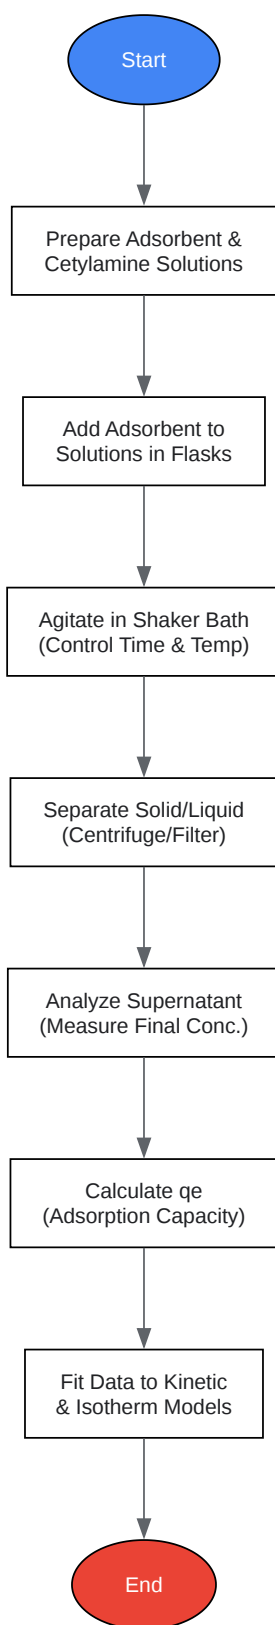 Start
Prepare Adsorbent &
Cetylamine Solutions
Add Adsorbent to
Solutions in Flasks
Agitate in Shaker Bath
(Control Time & Temp)
Separate Solid/Liquid
(Centrifuge/Filter)
Analyze Supernatant
(Measure Final Conc.)
Calculate qe
(Adsorption Capacity)
Fit Data to Kinetic
& Isotherm Models
End